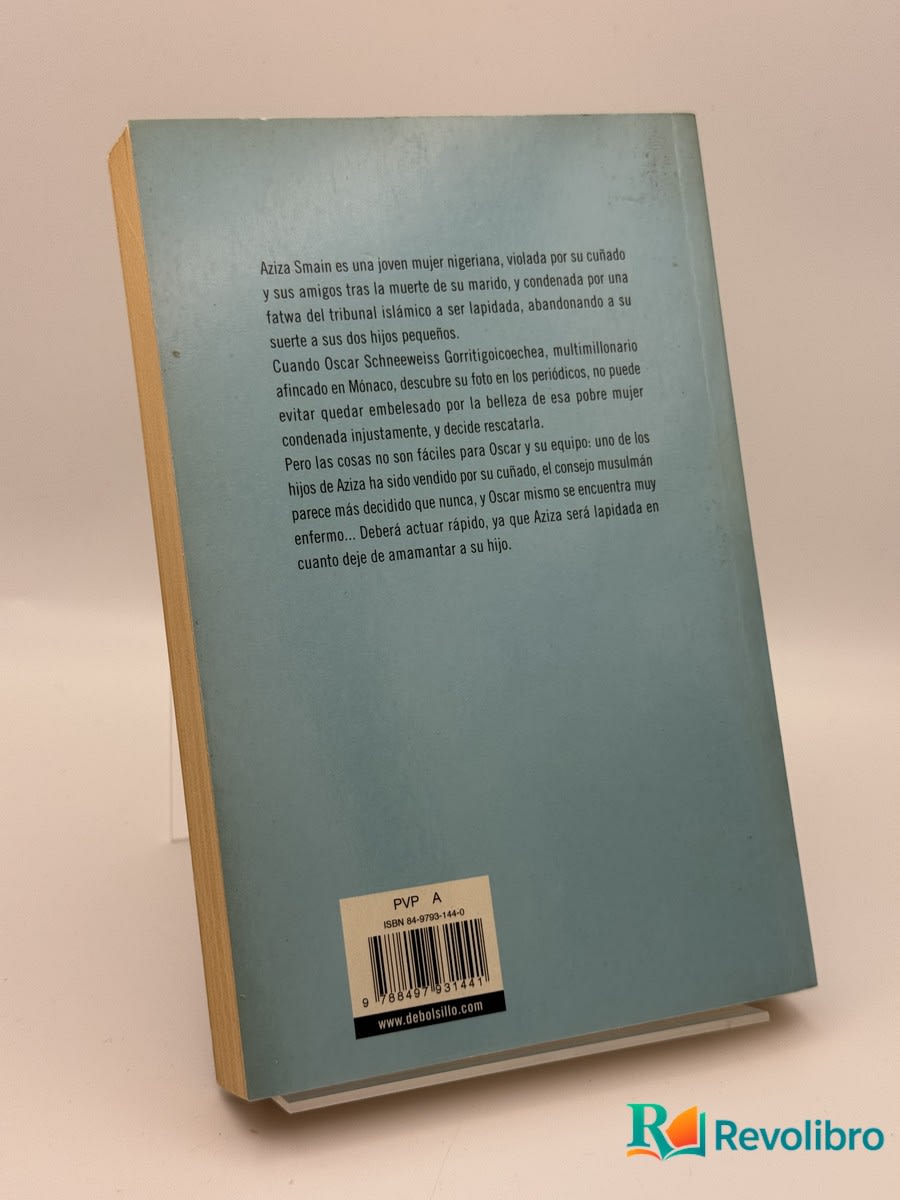 Aziza Smain es una joven mujer nigeriana, violada por su cuñado
y sus amigos tras la muerte de su marido, y condenada por una
fatwa del tribunal islámico a ser lapidada, abandonando a su
suerte a sus dos hijos pequeños.
Cuando Oscar Schneeweiss Gorritigoicoechea, multimillonario
afincado en Mónaco, descubre su foto en los periódicos, no puede
evitar quedar embelesado por la belleza de esa pobre mujer
condenada injustamente, y decide rescatarla.
Pero las cosas no son fáciles para Oscar y su equipo: uno de los
hijos de Aziza ha sido vendido por su cuñado, el consejo musulmán
parece más decidido que nunca, y Oscar mismo se encuentra muy
enfermo... Deberá actuar rápido, ya que Aziza será lapidada en
cuanto deje de amamantar a su hijo.
PVP A
ISBN 84-9793-144-0
9 788497 931441
www.debolsillo.com
R Revolibro